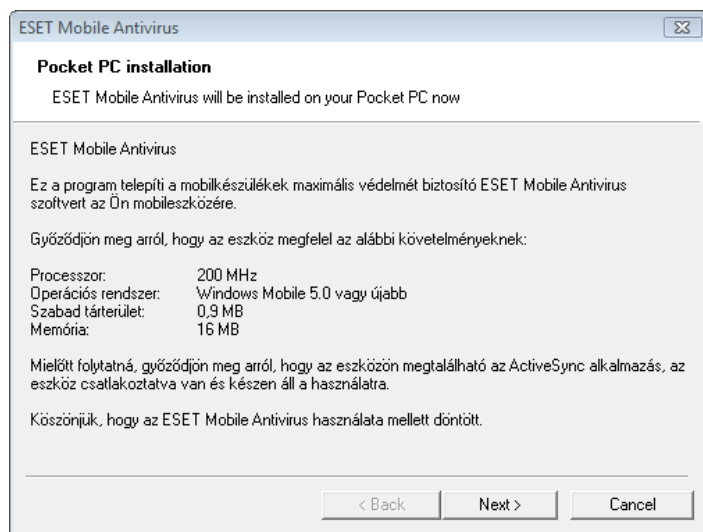 ESET Mobile Antivirus
Pocket PC installation
ESET Mobile Antivirus will be installed on your Pocket PC now
ESET Mobile Antivirus
Ez a program telepíti a mobilkészülékek maximális védelmét biztosító ESET Mobile Antivirus
szoftvert az Ön mobileszközére.
Győződjön meg arról, hogy az eszköz megfelel az alábbi követelményeknek:
Processzor: 200 MHz
Operációs rendszer: Windows Mobile 5.0 vagy újabb
Szabad tárterület: 0,9 MB
Memória: 16 MB
Mielőtt folytatná, győződjön meg arról, hogy az eszközön megtalálható az ActiveSync alkalmazás, az
eszköz csatlakoztatva van és készen áll a használatra.
Köszönjük, hogy az ESET Mobile Antivirus használata mellett döntött.
< Back Next > Cancel